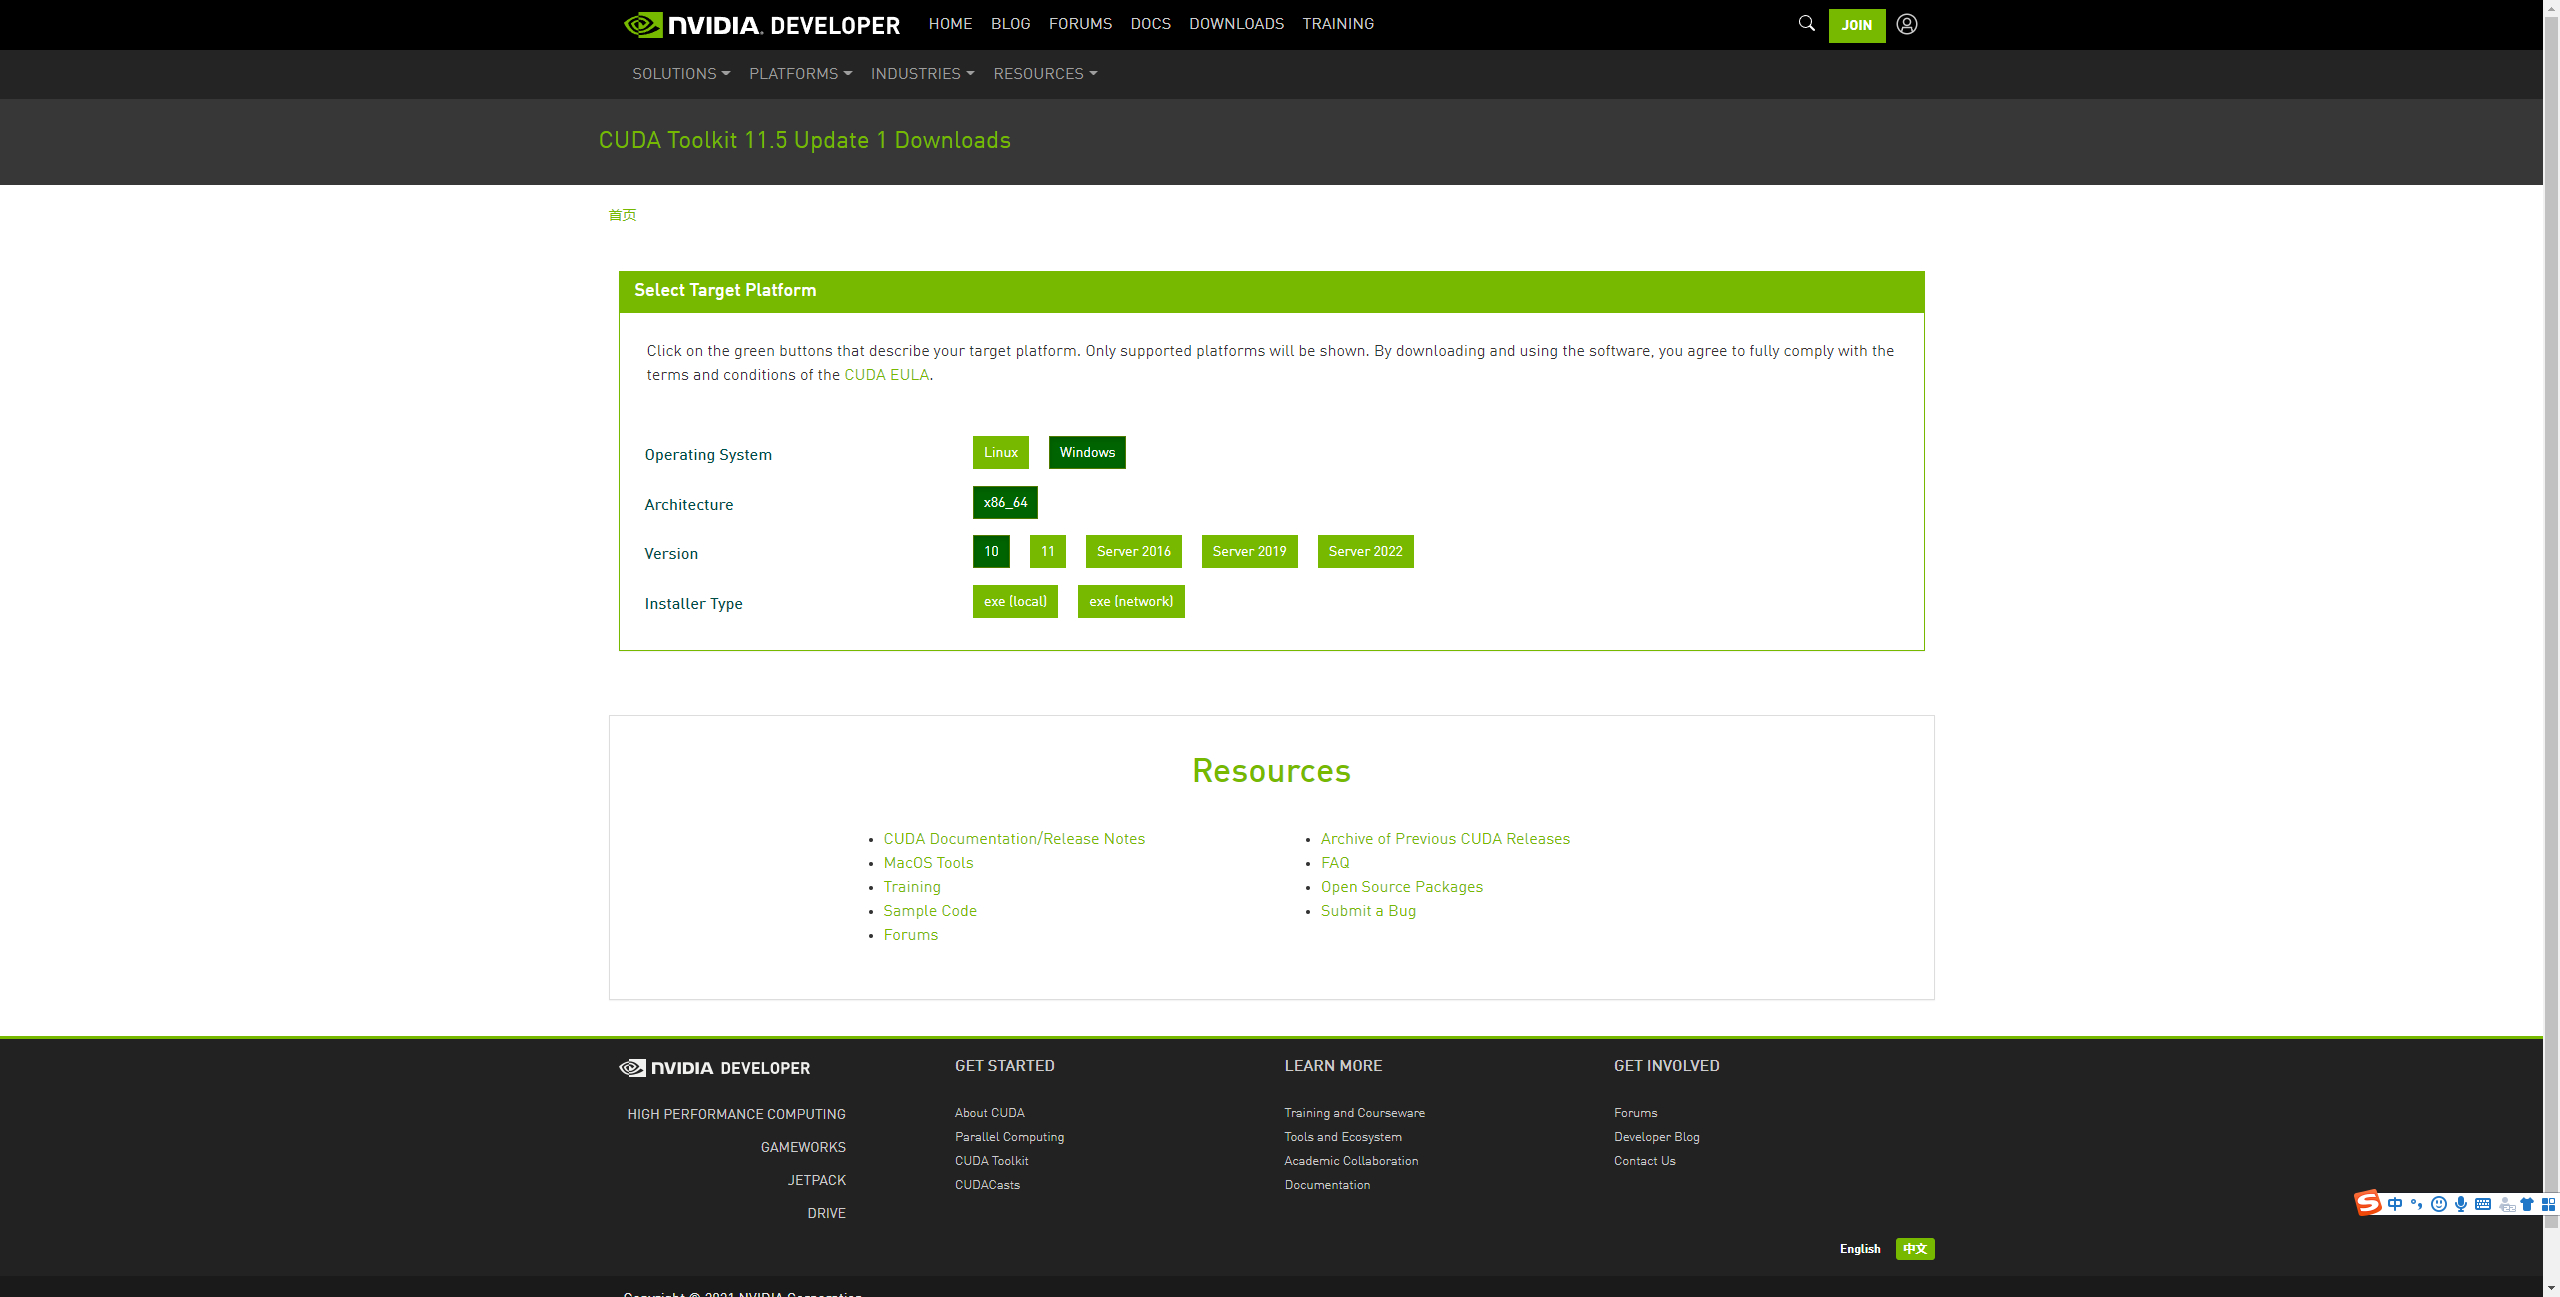 NVIDIA DEVELOPER HOME BLOG FORUMS DOCS DOWNLOADS TRAINING JOIN
SOLUTIONS PLATFORMS INDUSTRIES RESOURCES
CUDA Toolkit 11.5 Update 1 Downloads
首页
Select Target Platform
Click on the green buttons that describe your target platform. Only supported platforms will be shown. By downloading and using the software, you agree to fully comply with the
terms and conditions of the CUDA EULA.
Operating System Linux Windows
Architecture x86_64
Version 10 11 Server 2016 Server 2019 Server 2022
Installer Type exe (local) exe (network)
Resources
CUDA Documentation/Release Notes
MacOS Tools
Training
Sample Code
Forums
Archive of Previous CUDA Releases
FAQ
Open Source Packages
Submit a Bug
NVIDIA DEVELOPER
HIGH PERFORMANCE COMPUTING
GAMEWORKS
JETPACK
DRIVE
GET STARTED
About CUDA
Parallel Computing
CUDA Toolkit
CUDACasts
LEARN MORE
Training and Courseware
Tools and Ecosystem
Academic Collaboration
Documentation
GET INVOLVED
Forums
Developer Blog
Contact Us
S 中
English 中文
Copyright © 2021 NVIDIA Corporation